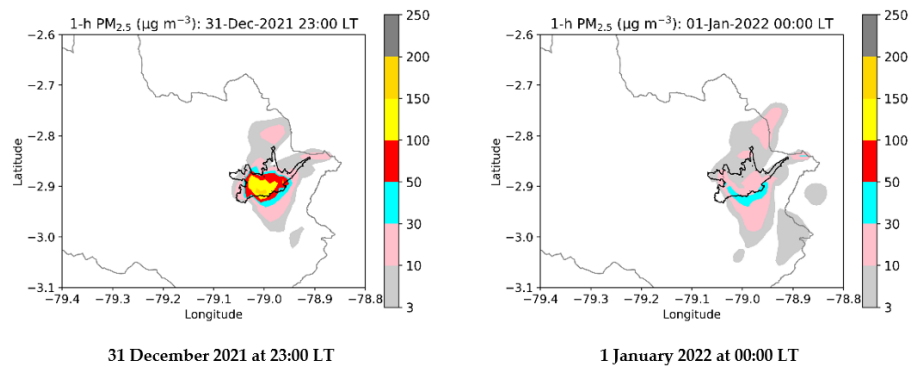 1-h PM2.5 (μg m−3): 31-Dec-2021 23:00 LT
−2.6
−2.7
−2.8
−2.9
−3.0
−3.1
Latitude
−79.4 −79.3 −79.2 −79.1 −79.0 −78.9 −78.8
Longitude
250
200
150
100
50
30
10
3
31 December 2021 at 23:00 LT
1-h PM2.5 (μg m−3): 01-Jan-2022 00:00 LT
−2.6
−2.7
−2.8
−2.9
−3.0
−3.1
Latitude
−79.4 −79.3 −79.2 −79.1 −79.0 −78.9 −78.8
Longitude
250
200
150
100
50
30
10
3
1 January 2022 at 00:00 LT